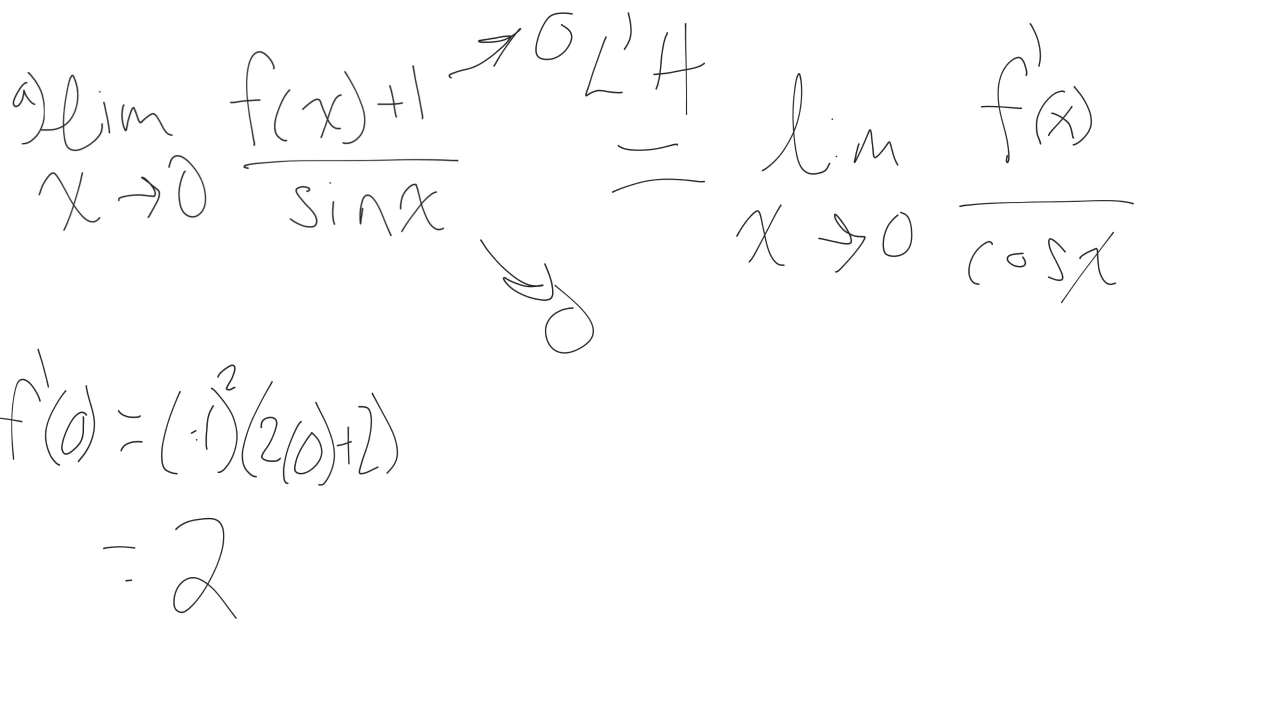 a) lim x→0 (f(x)+1)/(sinx) →0 →0 L'H = lim x→0 f'(x)/(cosx)
f'(0) = (-1)²(2(0)+2)
= 2